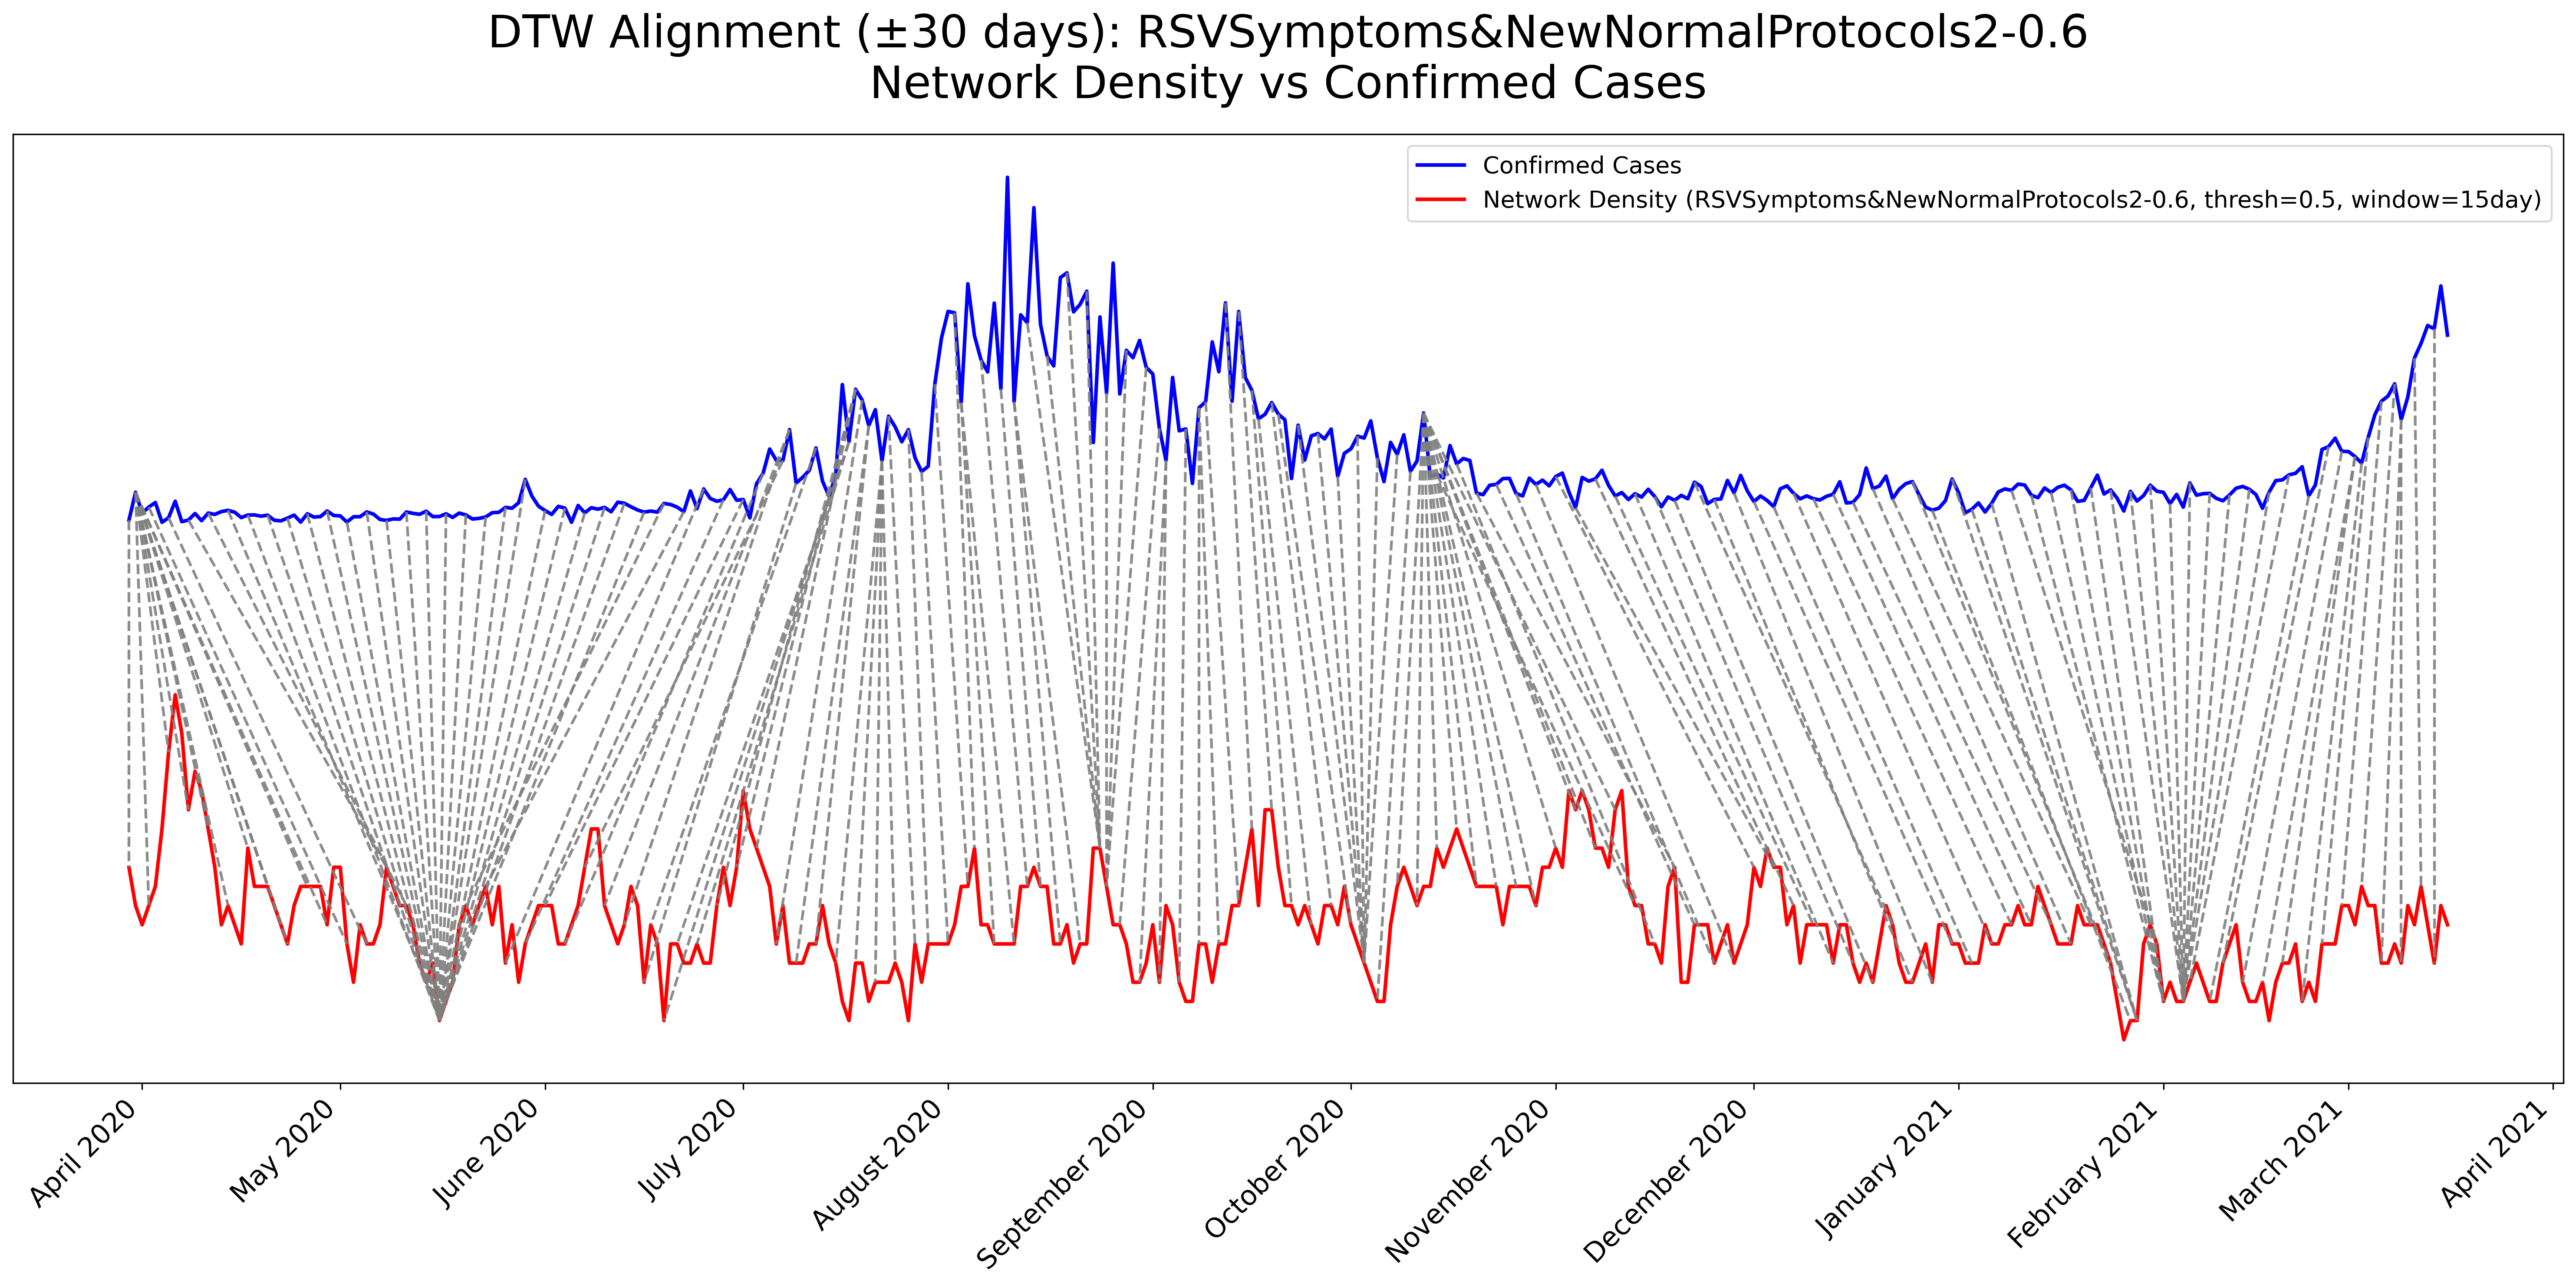 DTW Alignment (±30 days): RSVSymptoms&NewNormalProtocols2-0.6
Network Density vs Confirmed Cases
Confirmed Cases
Network Density (RSVSymptoms&NewNormalProtocols2-0.6, thresh=0.5, window=15day)
April 2020
May 2020
June 2020
July 2020
August 2020
September 2020
October 2020
November 2020
December 2020
January 2021
February 2021
March 2021
April 2021